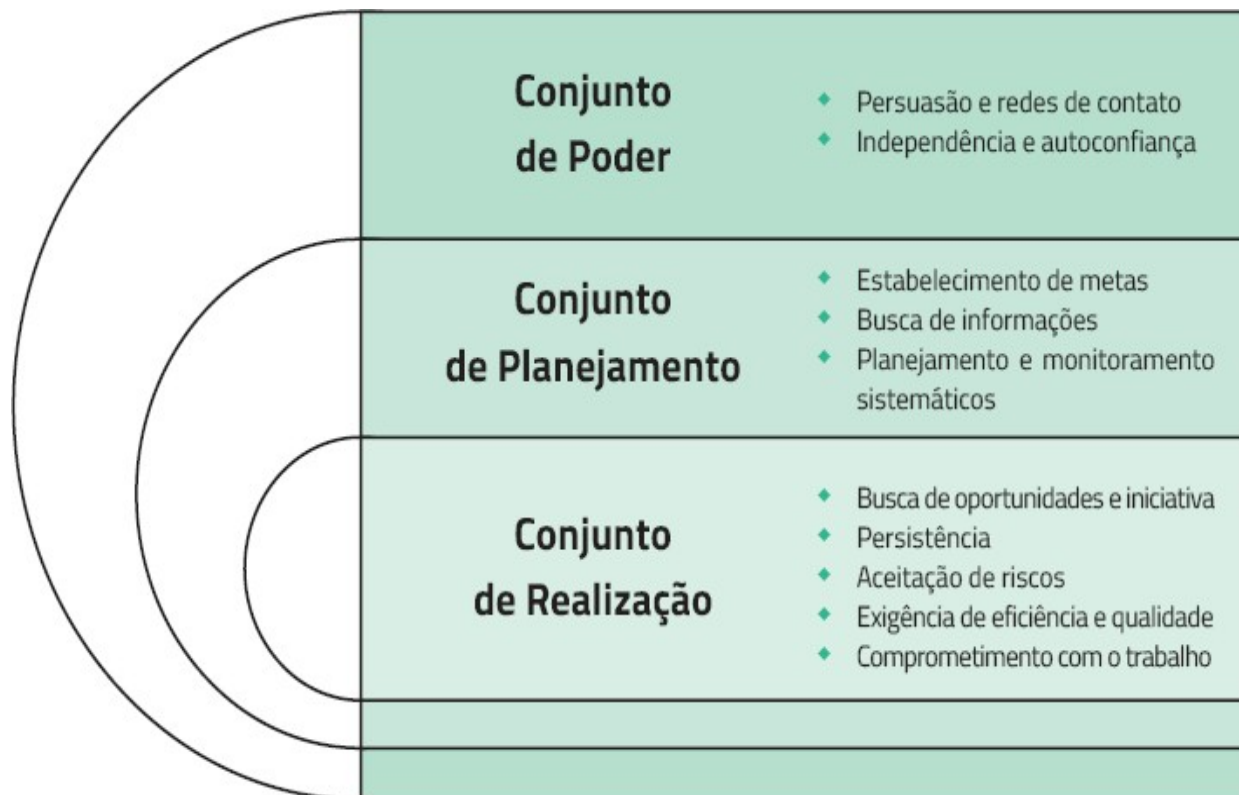 Conjunto
de Poder
Persuasão e redes de contato
Independência e autoconfiança
Conjunto
de Planejamento
Estabelecimento de metas
Busca de informações
Planejamento e monitoramento
sistemáticos
Conjunto
de Realização
Busca de oportunidades e iniciativa
Persistência
Aceitação de riscos
Exigência de eficiência e qualidade
Comprometimento com o trabalho